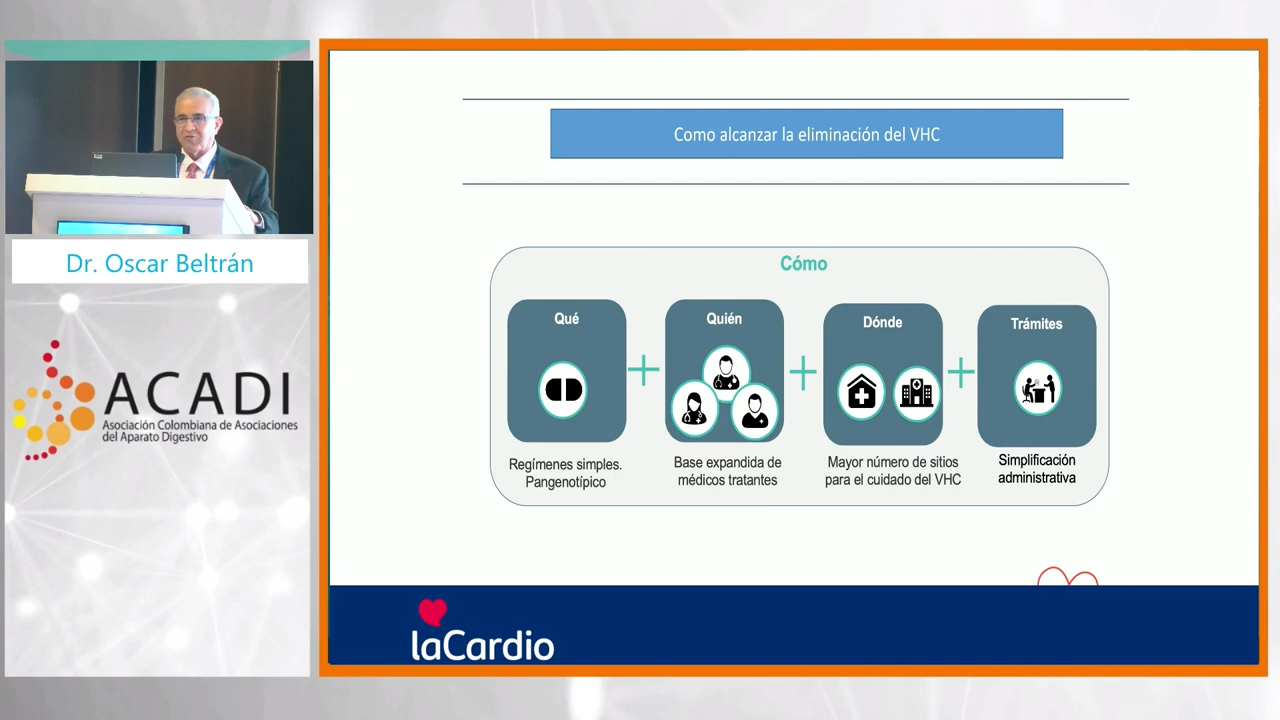 Como alcanzar la eliminación del VHC
Cómo
Qué
Quién
Dónde
Trámites
Regímenes simples.
Pangenotípico
Base expandida de
médicos tratantes
Mayor número de sitios
para el cuidado del VHC
Simplificación
administrativa
Dr. Oscar Beltrán
ACADI
Asociación Colombiana de Asociaciones
del Aparato Digestivo
laCardio